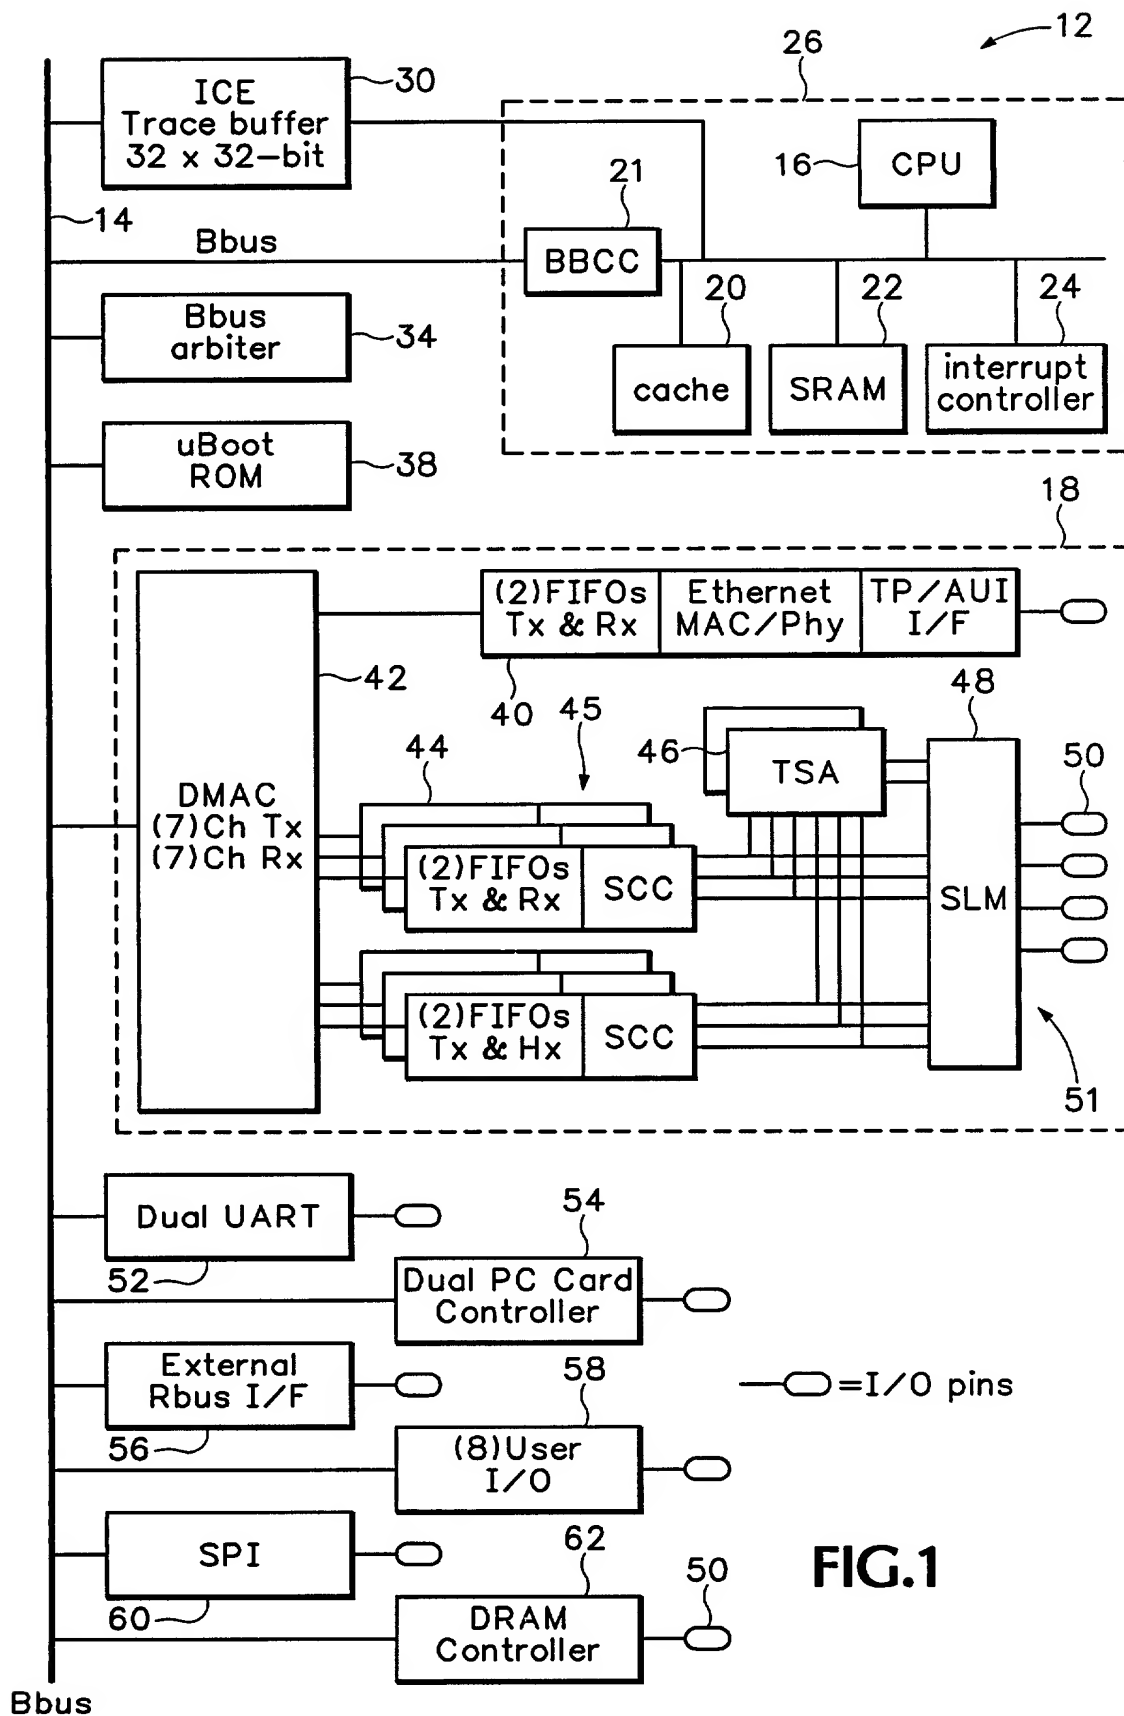 12
26
ICE
Trace buffer
32 x 32-bit
30
16
CPU
21
14
Bbus
BBCC
20
22
24
Bbus
arbiter
34
cache
SRAM
interrupt
controller
uBoot
ROM
38
18
(2)FIFOs
Tx & Rx
Ethernet
MAC/Phy
TP/AUI
I/F
42
40
45
48
44
46
TSA
50
DMAC
(7)Ch Tx
(7)Ch Rx
(2)FIFOs
Tx & Rx
SCC
SLM
(2)FIFOs
Tx & Hx
SCC
51
Dual UART
52
54
Dual PC Card
Controller
External
Rbus I/F
56
58
=I/O pins
(8)User
I/O
SPI
60
62
50
FIG.1
DRAM
Controller
Bbus